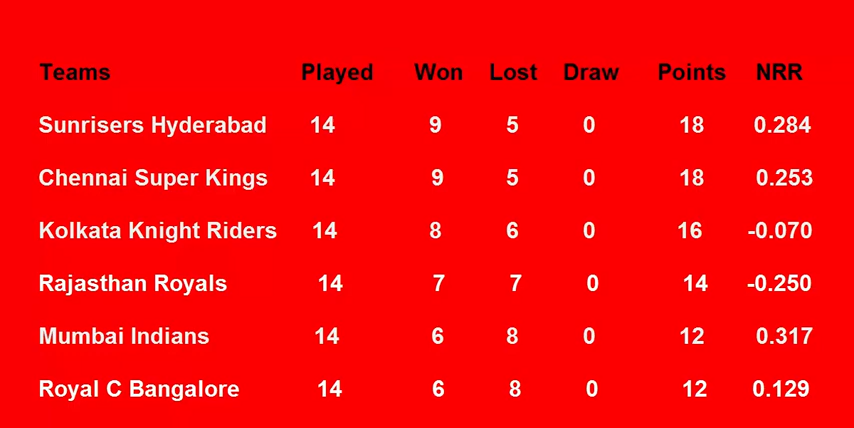 Teams Played Won Lost Draw Points NRR
Sunrisers Hyderabad 14 9 5 0 18 0.284
Chennai Super Kings 14 9 5 0 18 0.253
Kolkata Knight Riders 14 8 6 0 16 -0.070
Rajasthan Royals 14 7 7 0 14 -0.250
Mumbai Indians 14 6 8 0 12 0.317
Royal C Bangalore 14 6 8 0 12 0.129